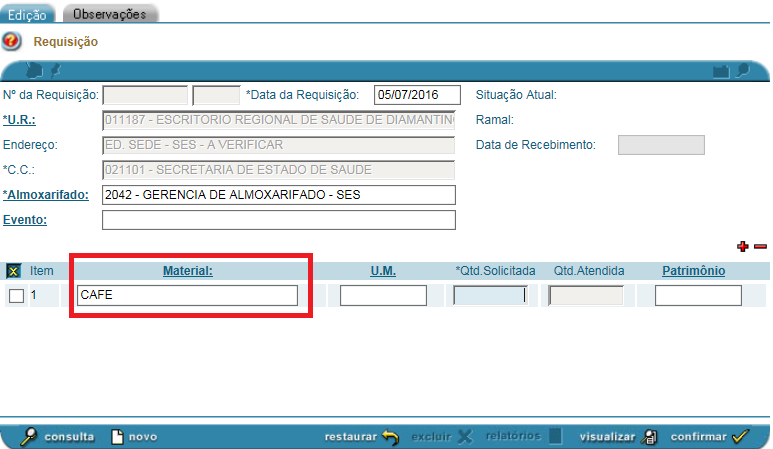 Edição Observações
Requisição
Nº da Requisição: *Data da Requisição: 05/07/2016 Situação Atual:
*U.R.: 011187 - ESCRITORIO REGIONAL DE SAUDE DE DIAMANTIN Ramal:
Endereço: ED. SEDE - SES - A VERIFICAR Data de Recebimento:
*C.C.: 021101 - SECRETARIA DE ESTADO DE SAUDE
*Almoxarifado: 2042 - GERENCIA DE ALMOXARIFADO - SES
Evento:
Item Material: U.M. *Qtd.Solicitada Qtd.Atendida Patrimônio
1 CAFE
consulta novo restaurar excluir relatórios visualizar confirmar